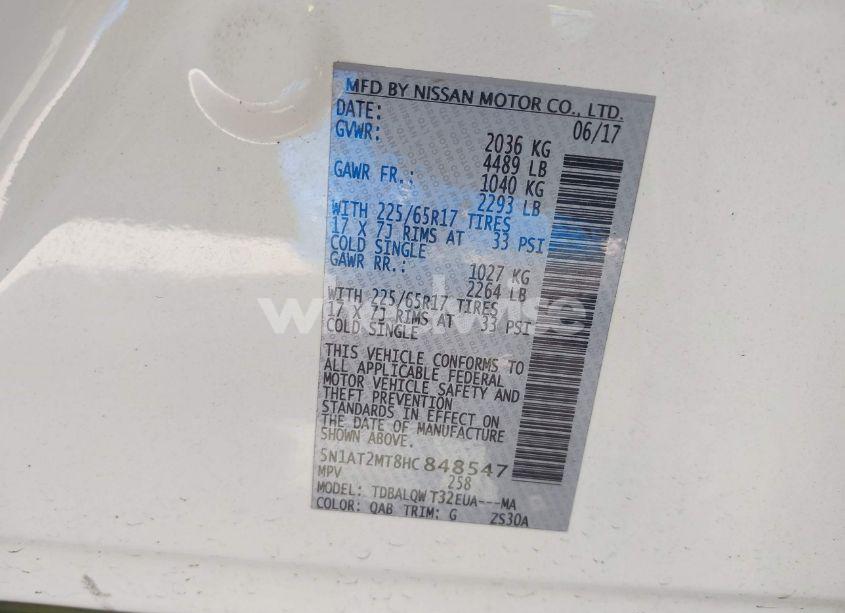 MFD BY NISSAN MOTOR CO., LTD.
DATE: 06/17
GVWR: 2036 KG
4489 LB
GAWR FR.: 1040 KG
2293 LB
WITH 225/65R17 TIRES
17 X 7J RIMS AT 33 PSI
COLD SINGLE
GAWR RR.: 1027 KG
2264 LB
WITH 225/65R17 TIRES
17 X 7J RIMS AT 33 PSI
COLD SINGLE
THIS VEHICLE CONFORMS TO
ALL APPLICABLE FEDERAL
MOTOR VEHICLE SAFETY AND
THEFT PREVENTION
STANDARDS IN EFFECT ON
THE DATE OF MANUFACTURE
SHOWN ABOVE.
5N1AT2MT8HC 848547
MPV 258
MODEL: TDBALQW T32EUA---MA
COLOR: QAB TRIM: G ZS30A
wheelwise